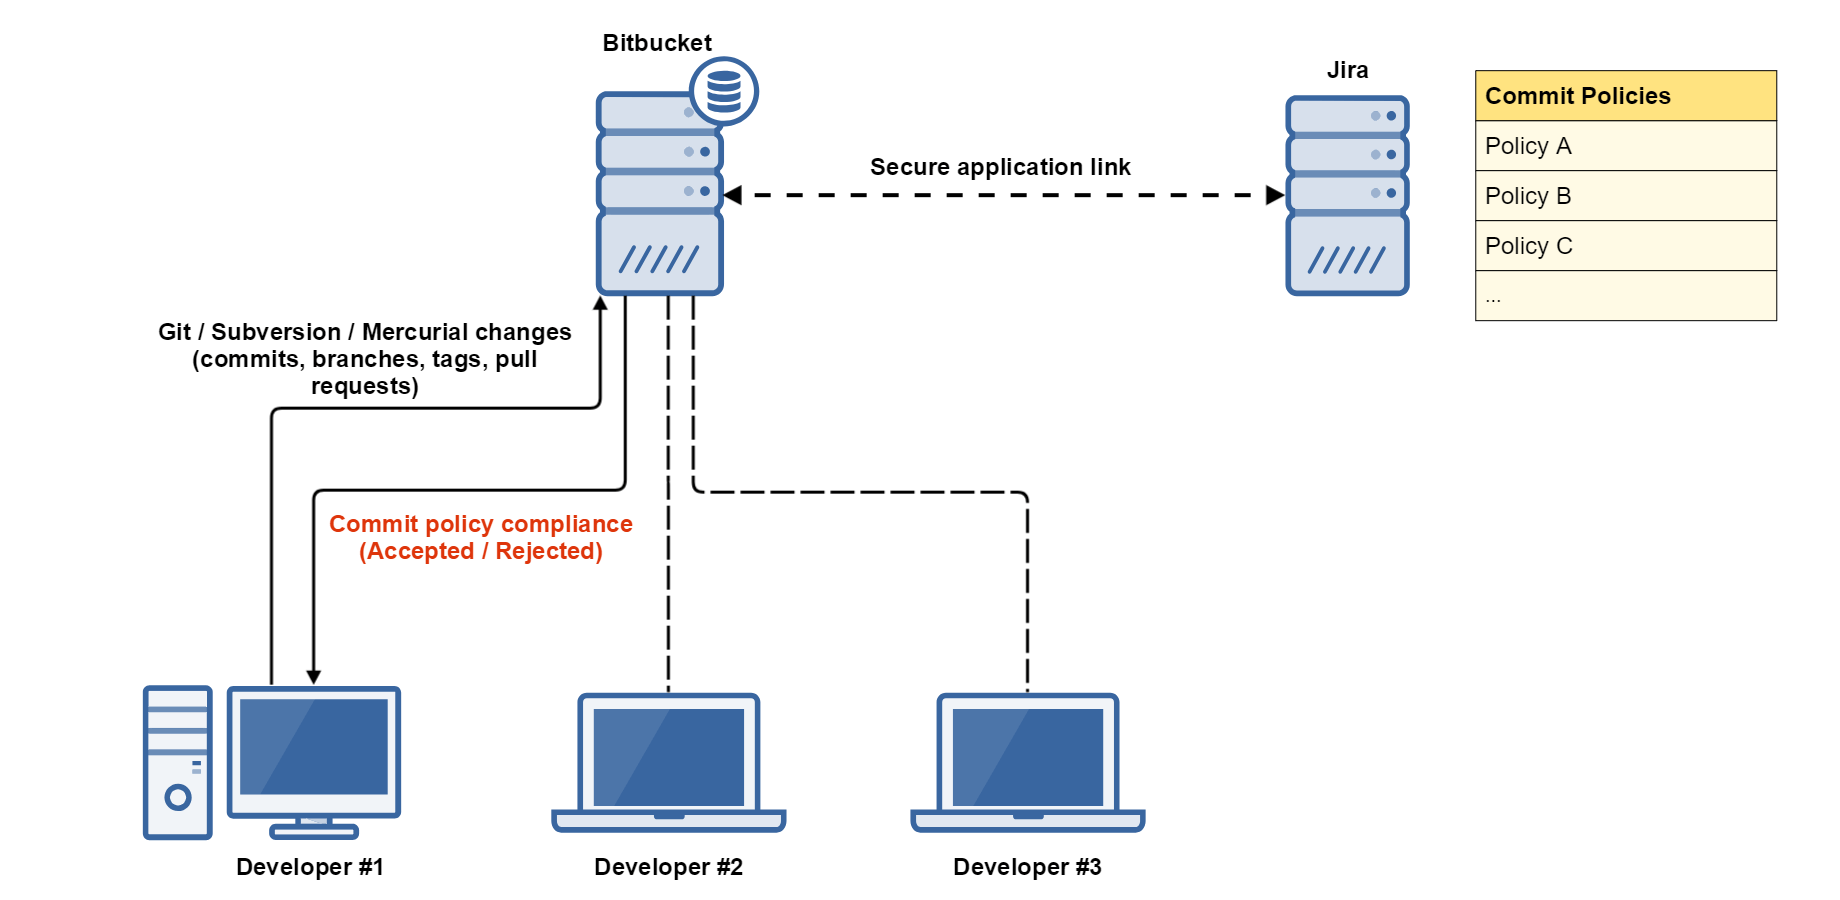 Bitbucket
Jira
Commit Policies
Policy A
Policy B
Policy C
...
Secure application link
Git / Subversion / Mercurial changes
(commits, branches, tags, pull
requests)
Commit policy compliance
(Accepted / Rejected)
Developer #1
Developer #2
Developer #3